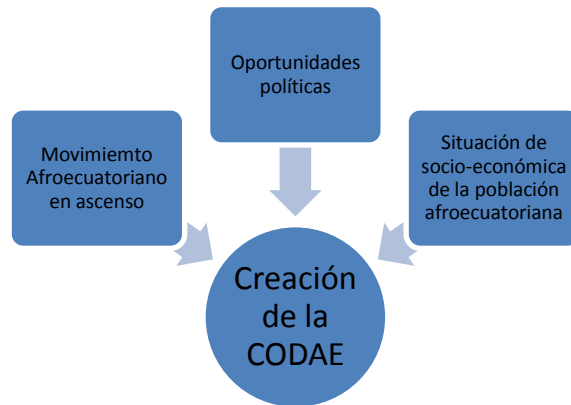 Oportunidades
políticas
Movimiemto
Afroecuatoriano
en ascenso
Situación de
socio-económica
de la población
afroecuatoriana
Creación
de la
CODAE